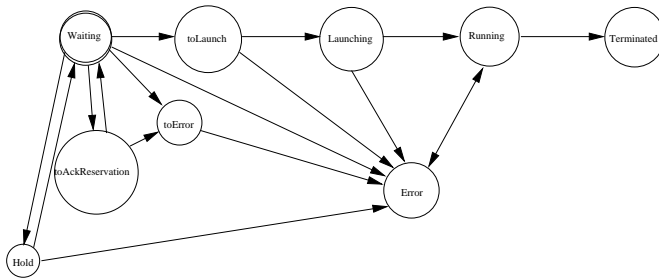 Waiting
toLaunch
Launching
Running
Terminated
toError
toAckReservation
Error
Hold